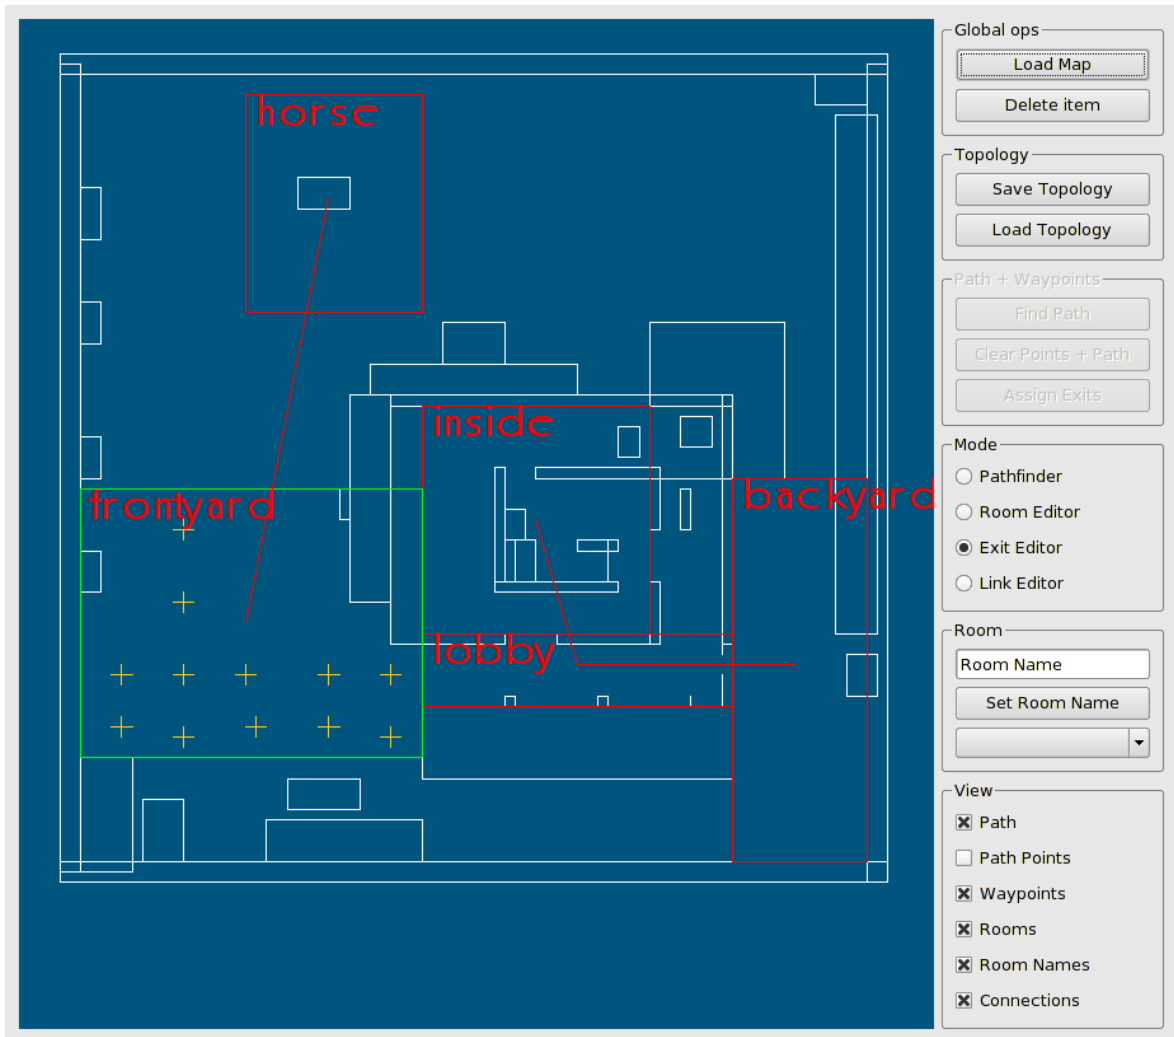 horse
inside
frontyard
backyard
lobby
Global ops
Load Map
Delete item
Topology
Save Topology
Load Topology
Path + Waypoints
Find Path
Clear Points + Path
Assign Exits
Mode
Pathfinder
Room Editor
Exit Editor
Link Editor
Room
Room Name
Set Room Name
View
Path
Path Points
Waypoints
Rooms
Room Names
Connections